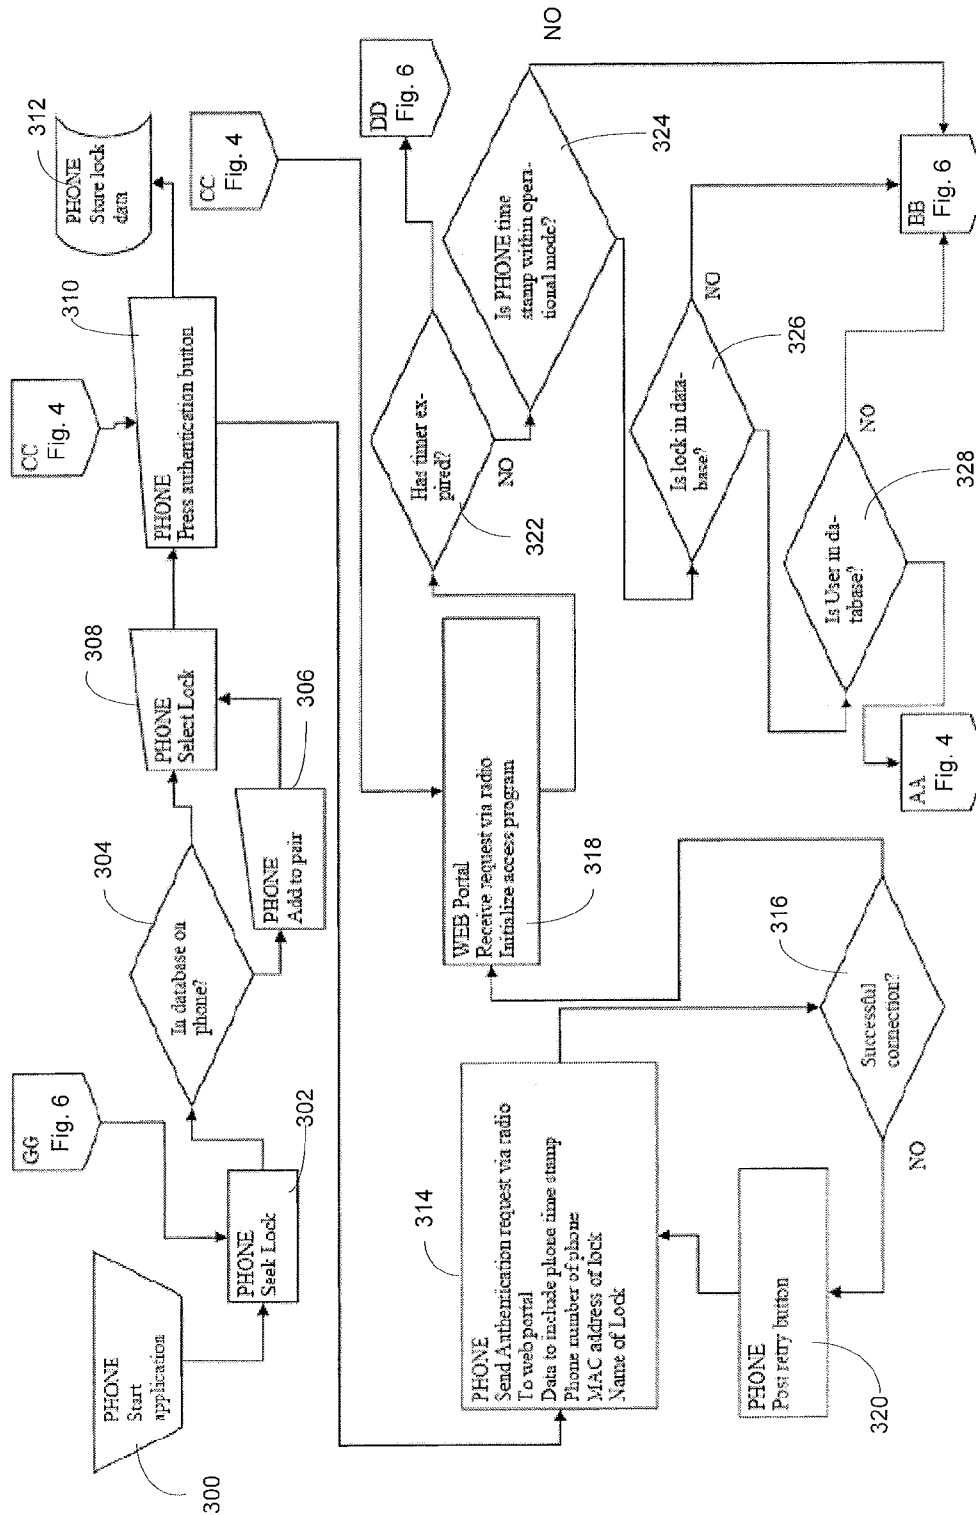 PHONE
Start
application
300
GG
Fig. 6
PHONE
Seek Lock
302
In database on
phone?
304
PHONE
Add to pair
306
PHONE
Select Lock
308
CC
Fig. 4
PHONE
Press authentication button
310
PHONE
Store lock
data
312
PHONE
Send Authentication request via radio
To web portal
Data to include phone time stamp
Phone number of phone
MAC address of lock
Name of Lock
314
Successful
connection?
316
NO
PHONE
Post retry button
320
CC
Fig. 4
WEB Portal
Receive request via radio
Initialize access program
318
Has timer ex-
pired?
322
NO
DD
Fig. 6
Is PHONE time
stamp within opera-
tional mode?
324
NO
Is lock in data-
base?
326
NO
Is User in da-
tabase?
328
NO
AA
Fig. 4
BB
Fig. 6